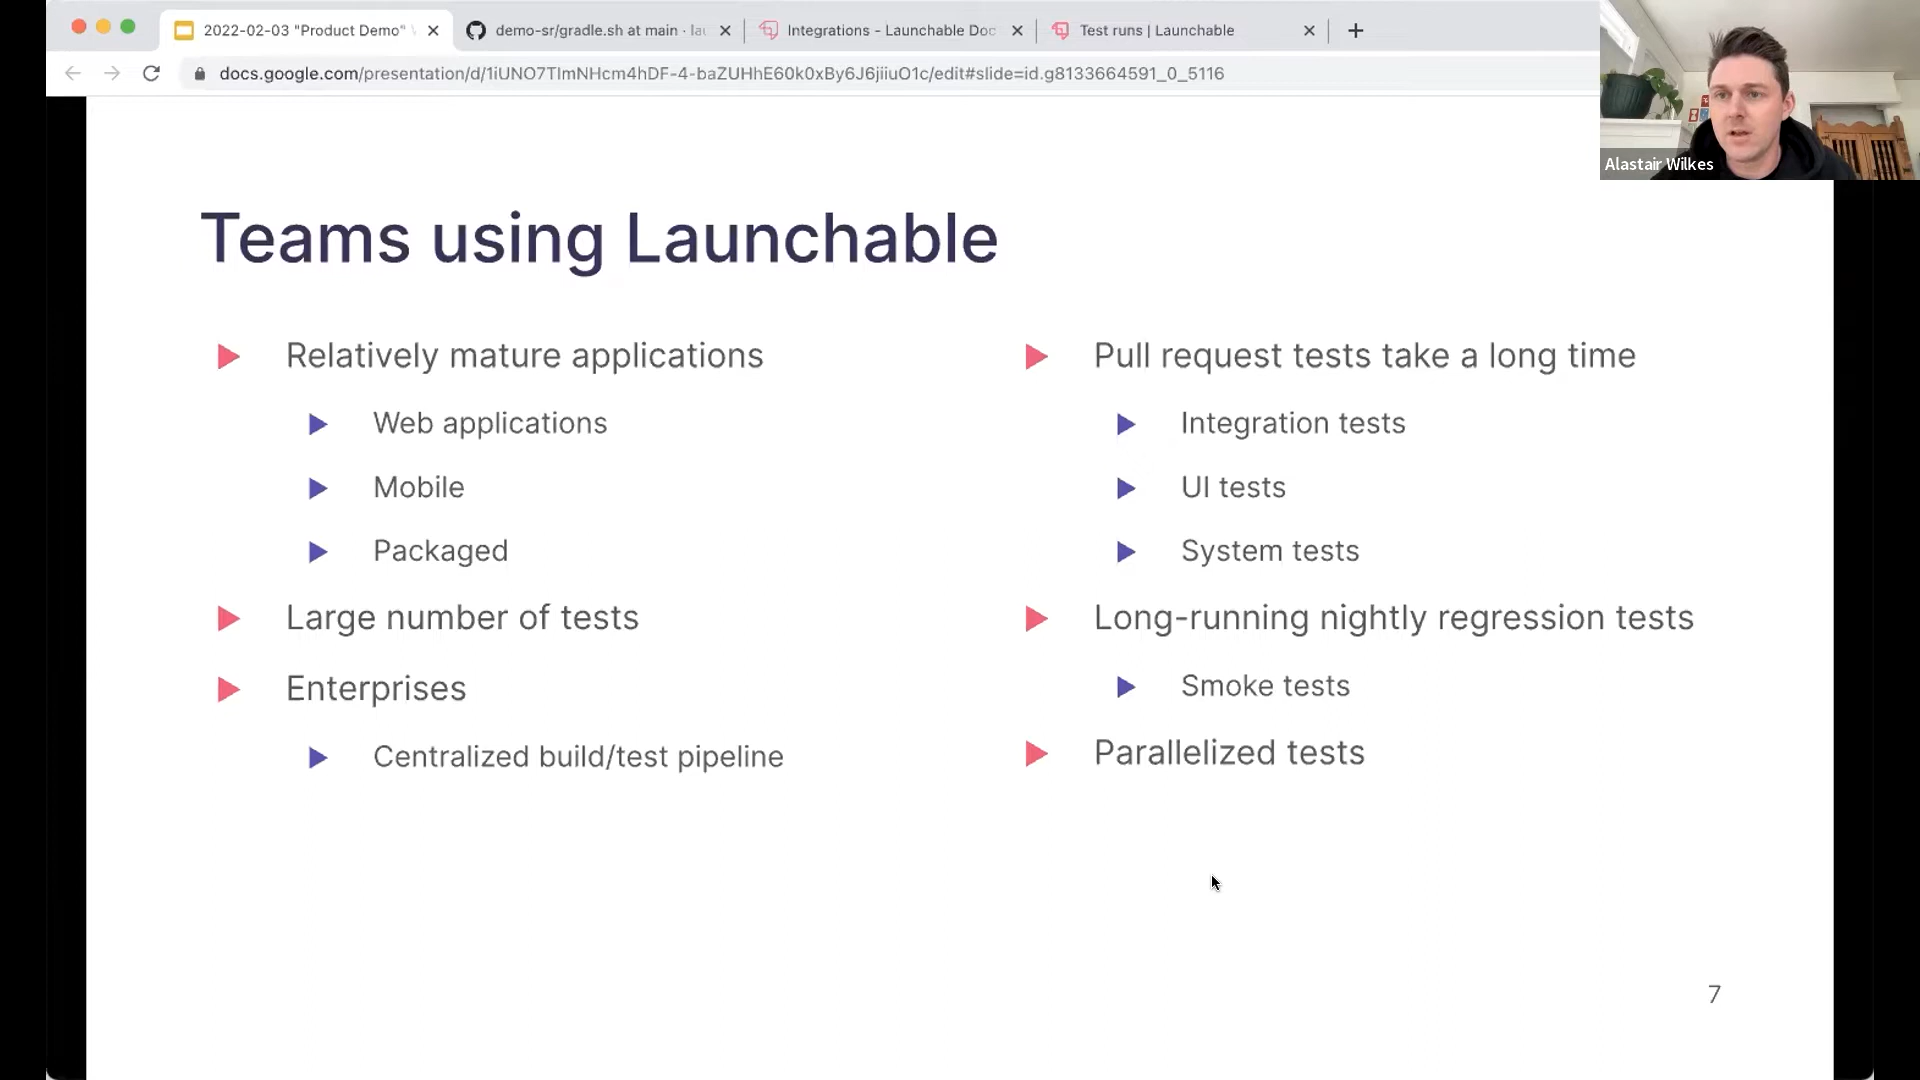 2022-02-03 "Product Demo"
demo-sr/gradle.sh at main · lau
Integrations - Launchable Doc
Test runs | Launchable
docs.google.com/presentation/d/1iUNO7TImNHcm4hDF-4-baZUHhE60k0xBy6J6jiiuO1c/edit#slide=id.g8133664591_0_5116
Alastair Wilkes
Teams using Launchable
Relatively mature applications
Web applications
Mobile
Packaged
Large number of tests
Enterprises
Centralized build/test pipeline
Pull request tests take a long time
Integration tests
UI tests
System tests
Long-running nightly regression tests
Smoke tests
Parallelized tests
7